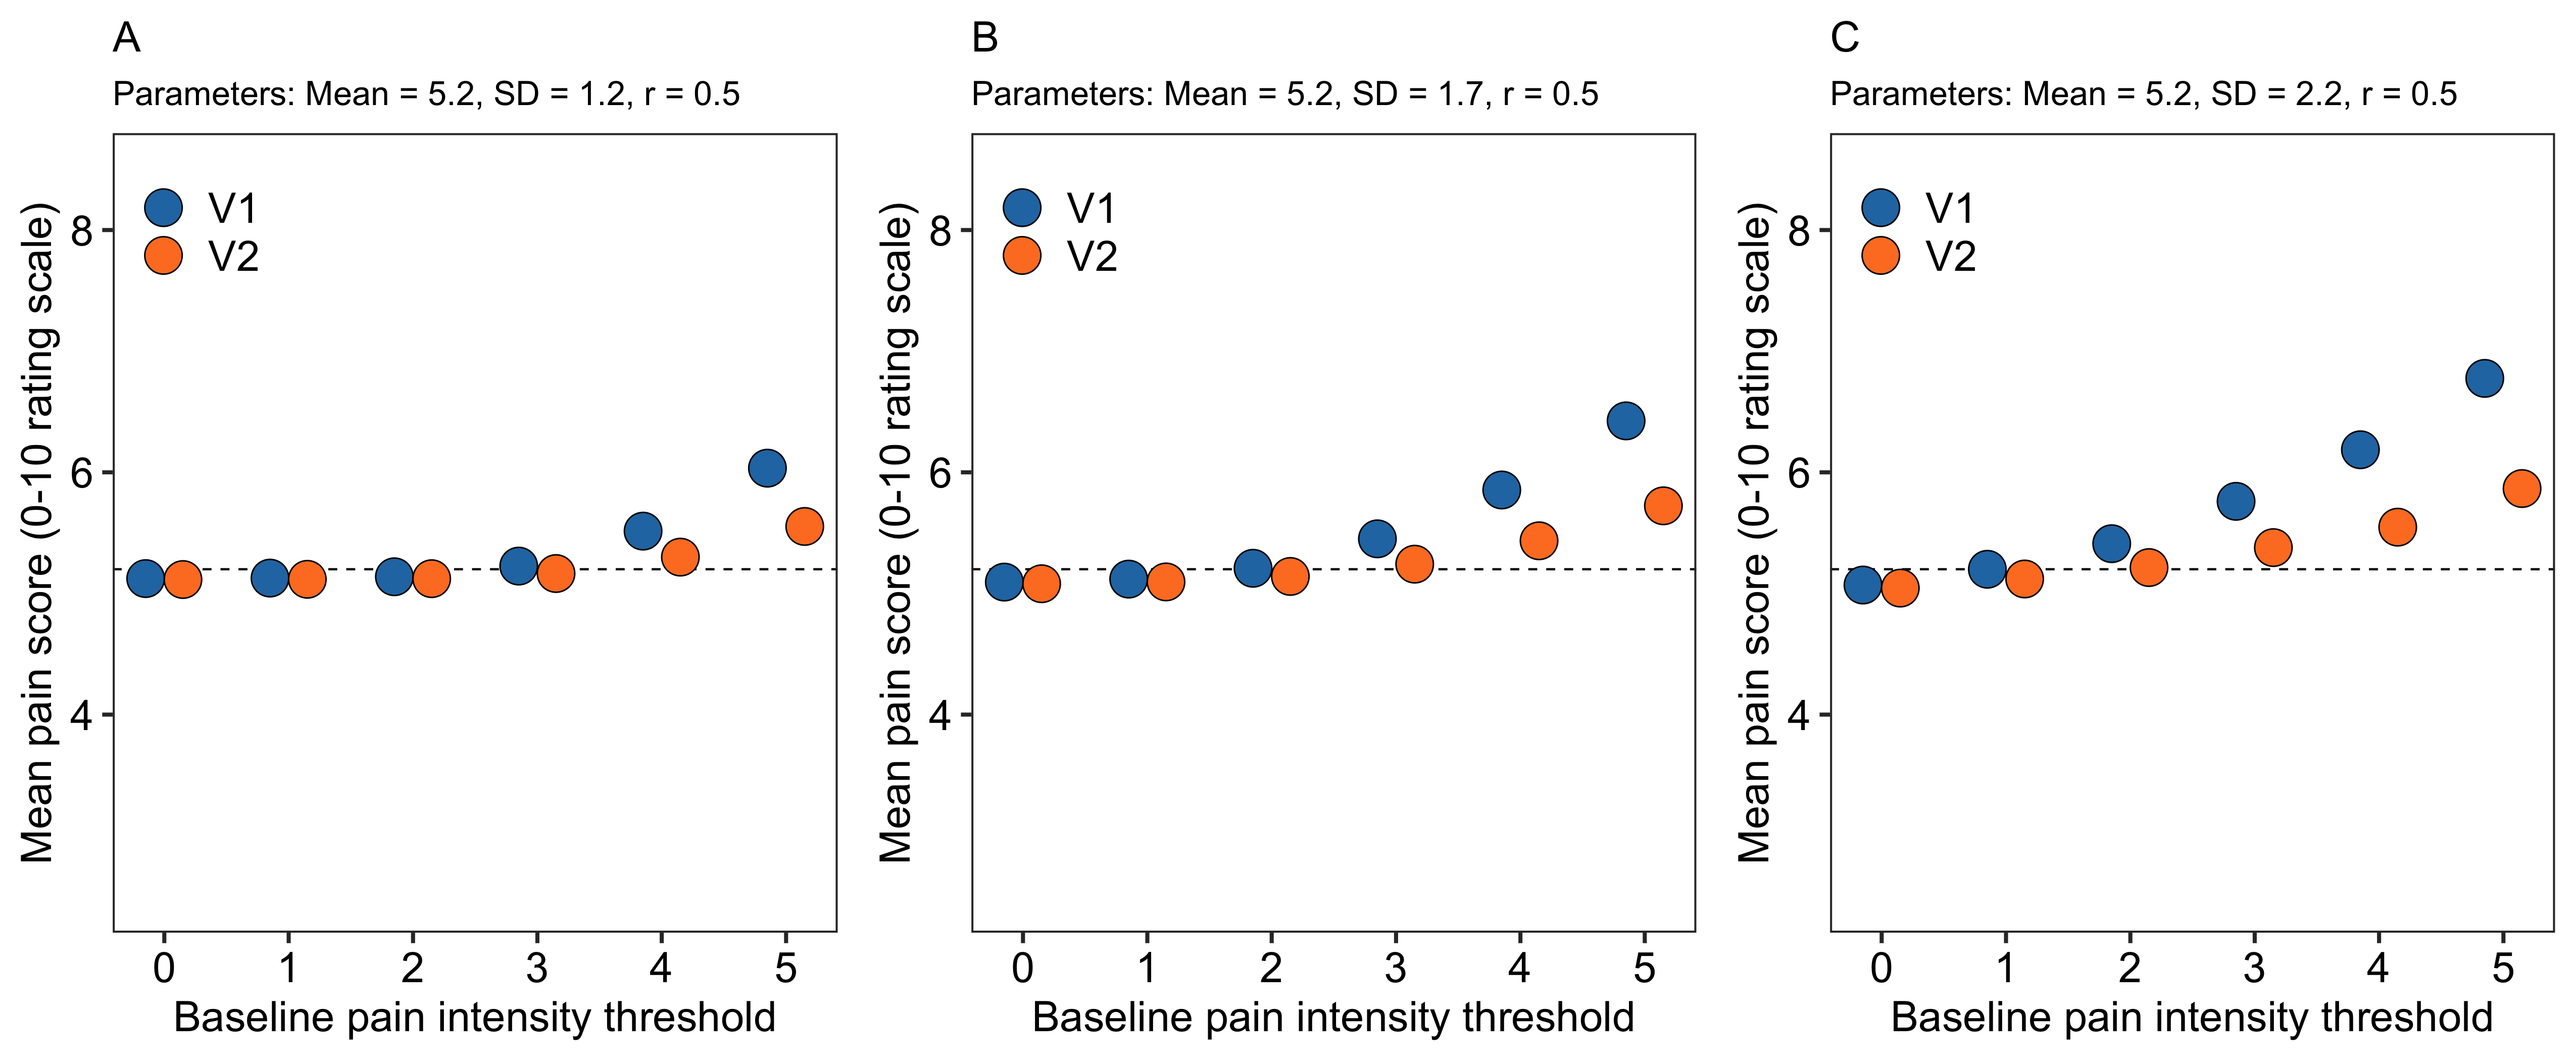 A
Parameters: Mean = 5.2, SD = 1.2, r = 0.5
V1
V2
Mean pain score (0-10 rating scale)
8
6
4
0 1 2 3 4 5
Baseline pain intensity threshold
B
Parameters: Mean = 5.2, SD = 1.7, r = 0.5
V1
V2
Mean pain score (0-10 rating scale)
8
6
4
0 1 2 3 4 5
Baseline pain intensity threshold
C
Parameters: Mean = 5.2, SD = 2.2, r = 0.5
V1
V2
Mean pain score (0-10 rating scale)
8
6
4
0 1 2 3 4 5
Baseline pain intensity threshold